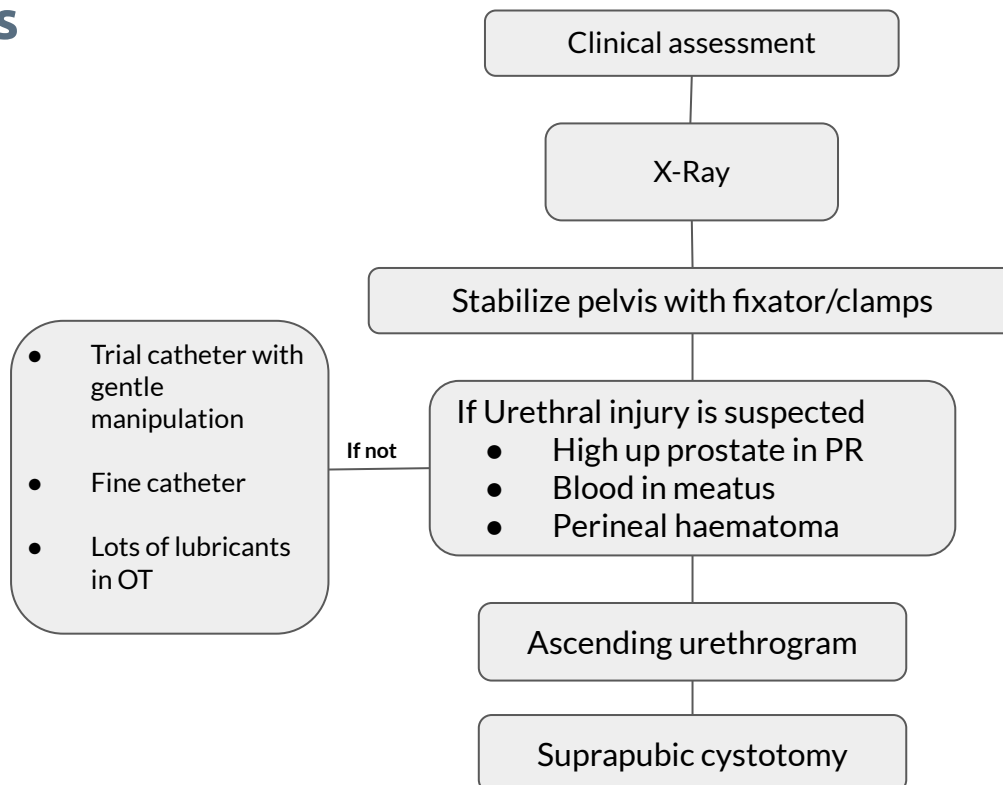 s
Clinical assessment
X-Ray
Stabilize pelvis with fixator/clamps
If Urethral injury is suspected
● High up prostate in PR
● Blood in meatus
● Perineal haematoma
If not
● Trial catheter with
gentle
manipulation
● Fine catheter
● Lots of lubricants
in OT
Ascending urethrogram
Suprapubic cystotomy